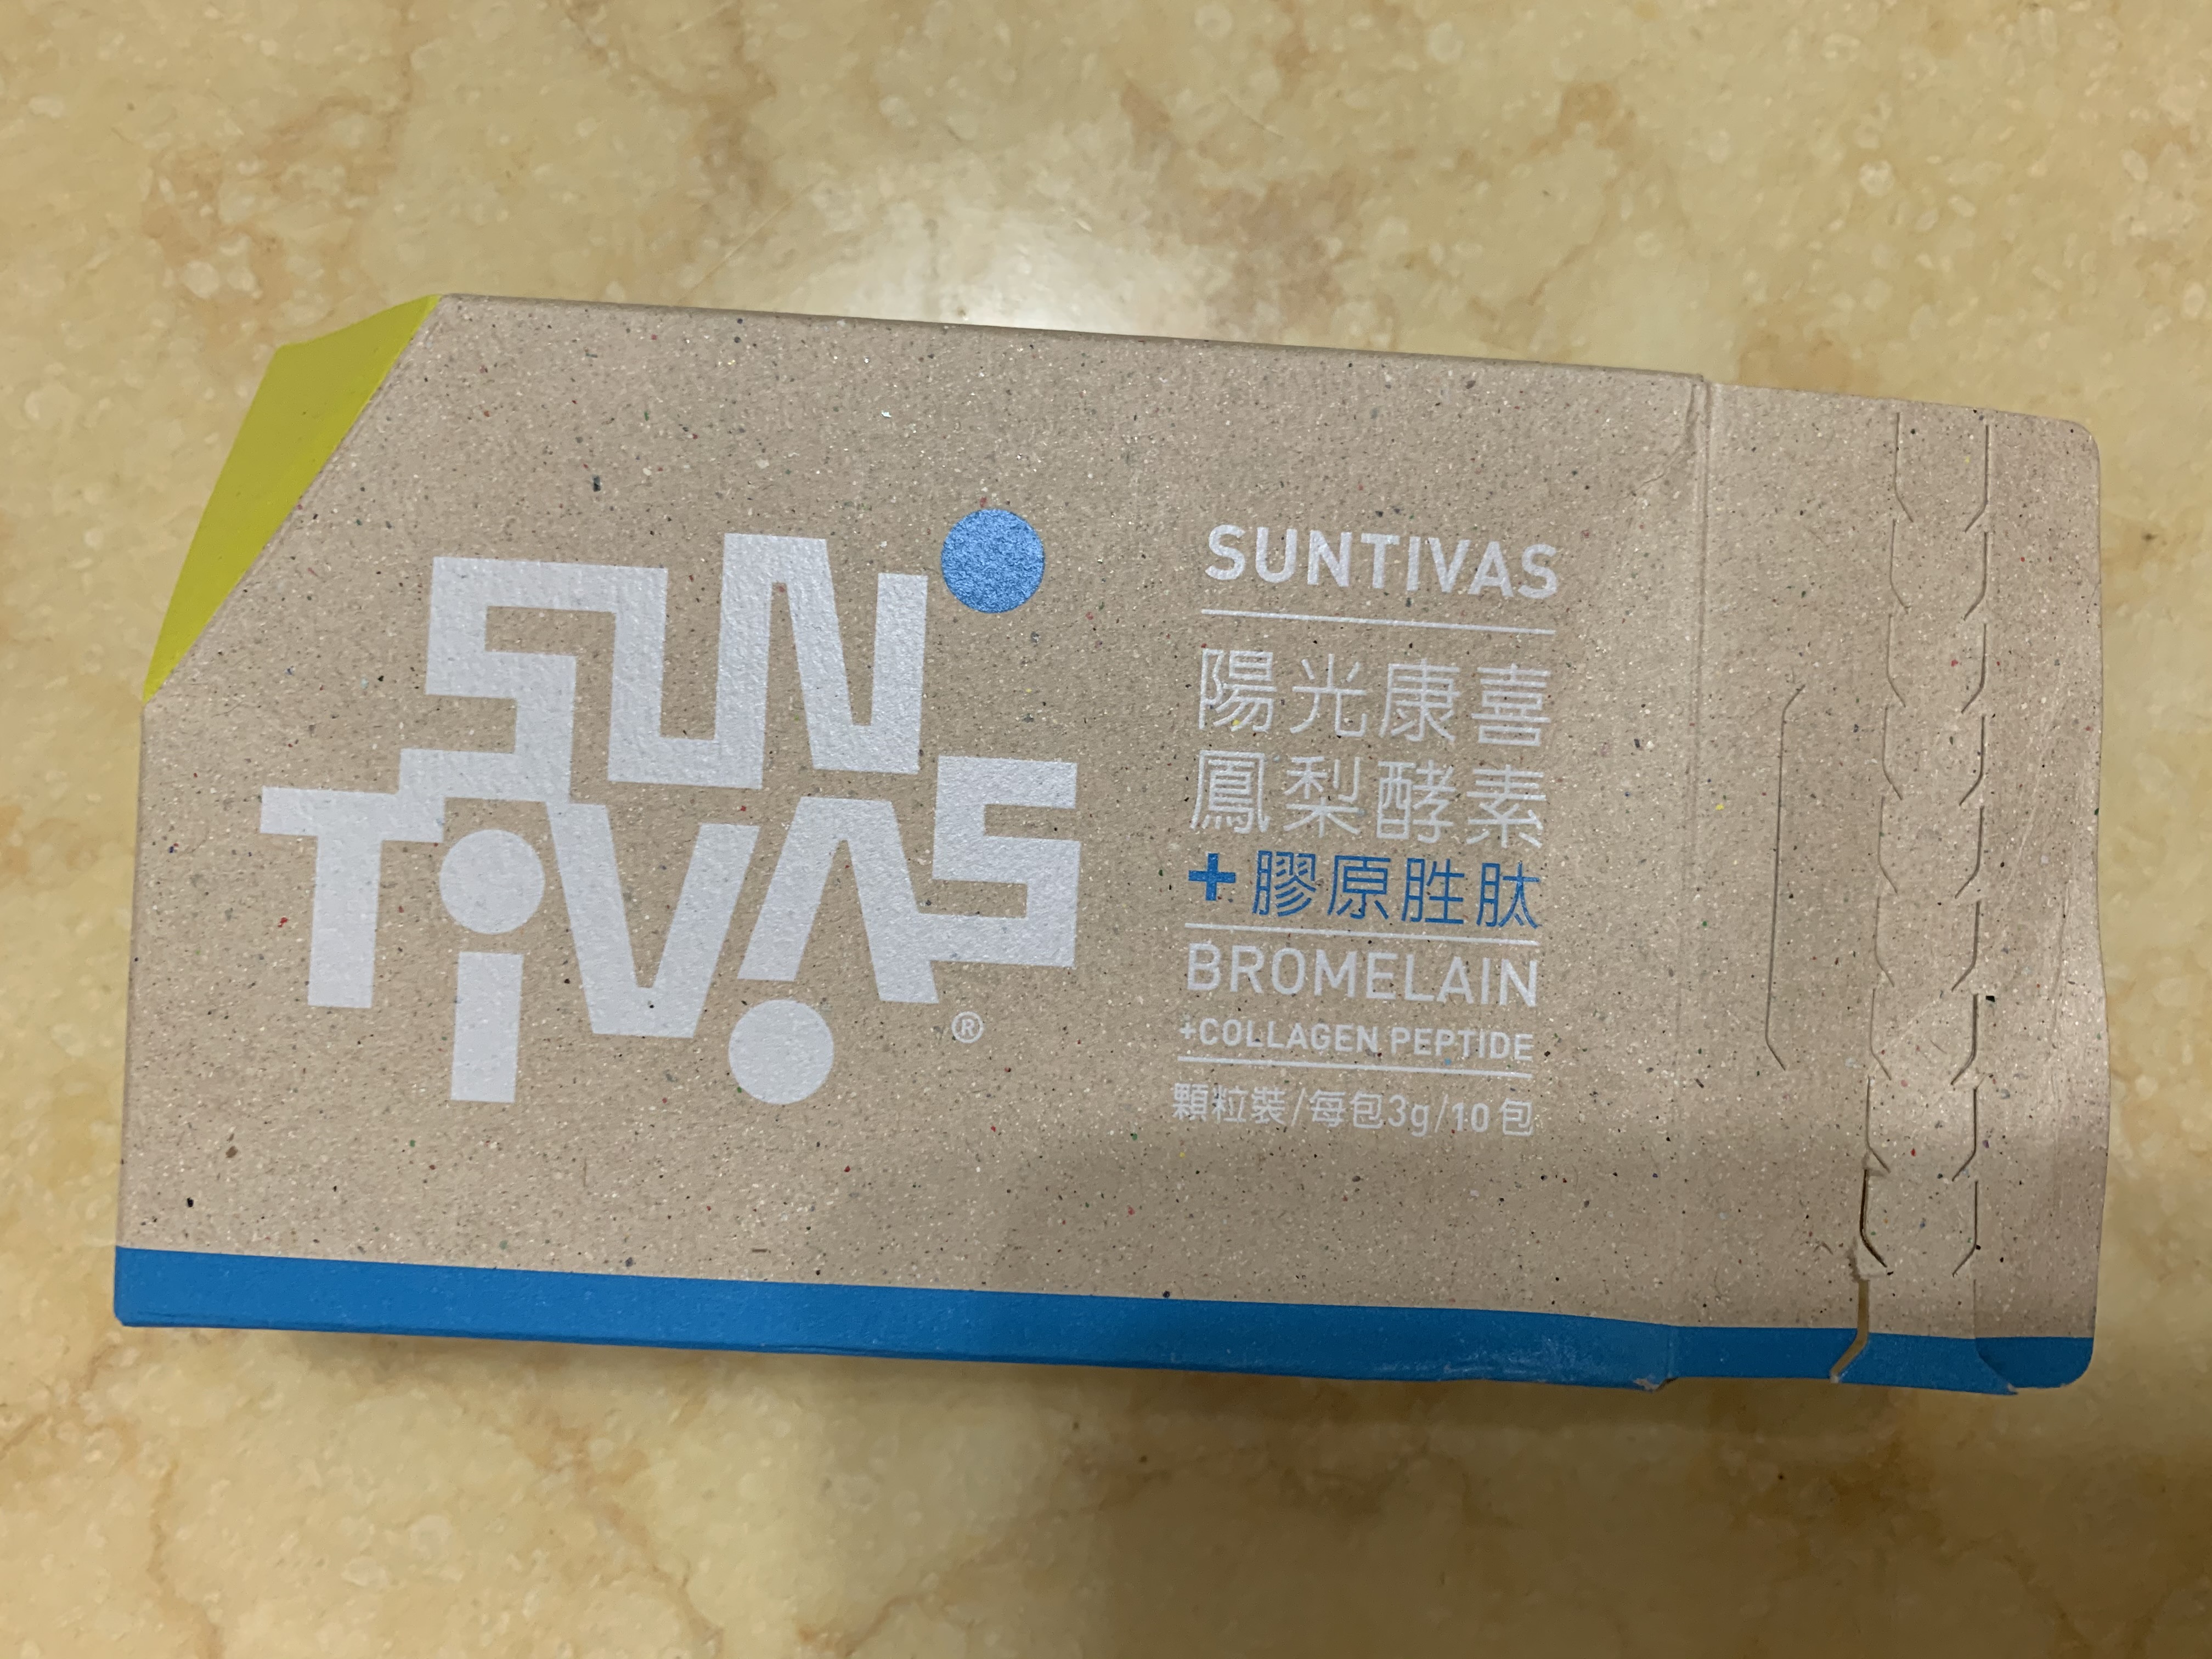 SUN
TIVAS
®
SUNTIVAS
陽光康喜
鳳梨酵素
+膠原胜肽
BROMELAIN
+COLLAGEN PEPTIDE
顆粒裝/每包3g/10包